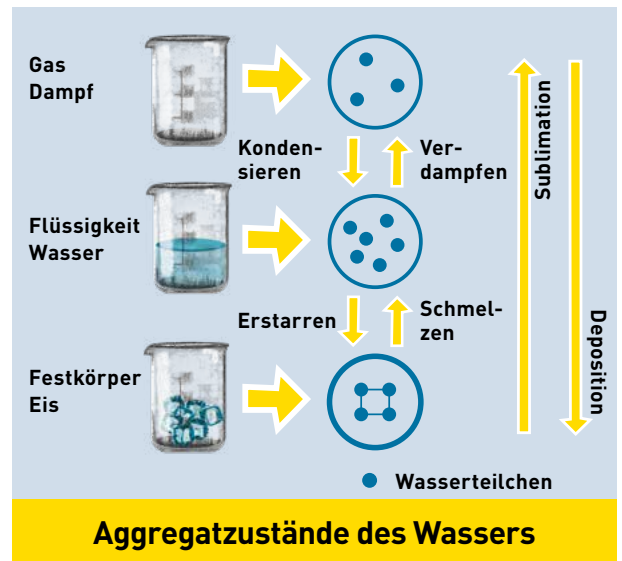 Gas
Dampf
Konden-
sieren
Ver-
dampfen
Sublimation
Flüssigkeit
Wasser
Erstarren
Schmel-
zen
Deposition
Festkörper
Eis
Wasserteilchen
Aggregatzustände des Wassers